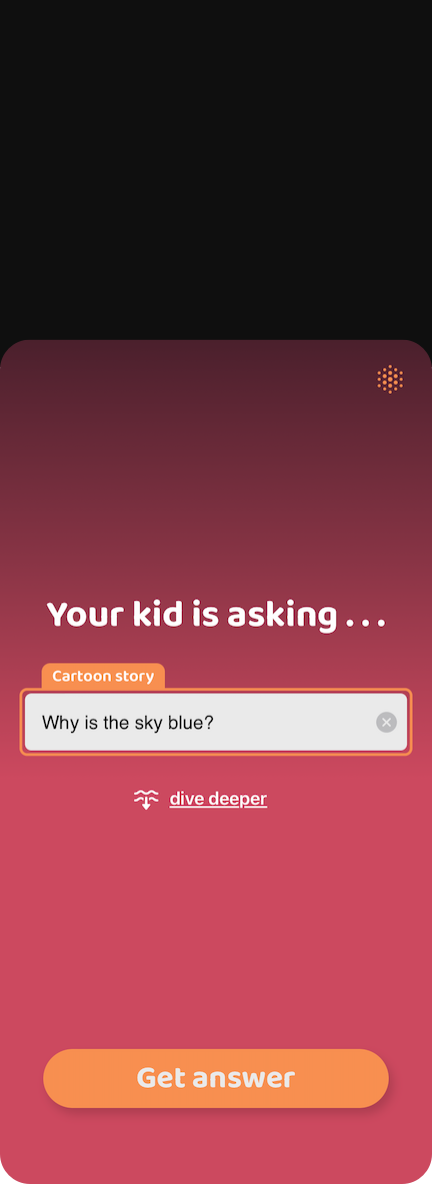 Your kid is asking . . .
Cartoon story
Why is the sky blue?
dive deeper
Get answer